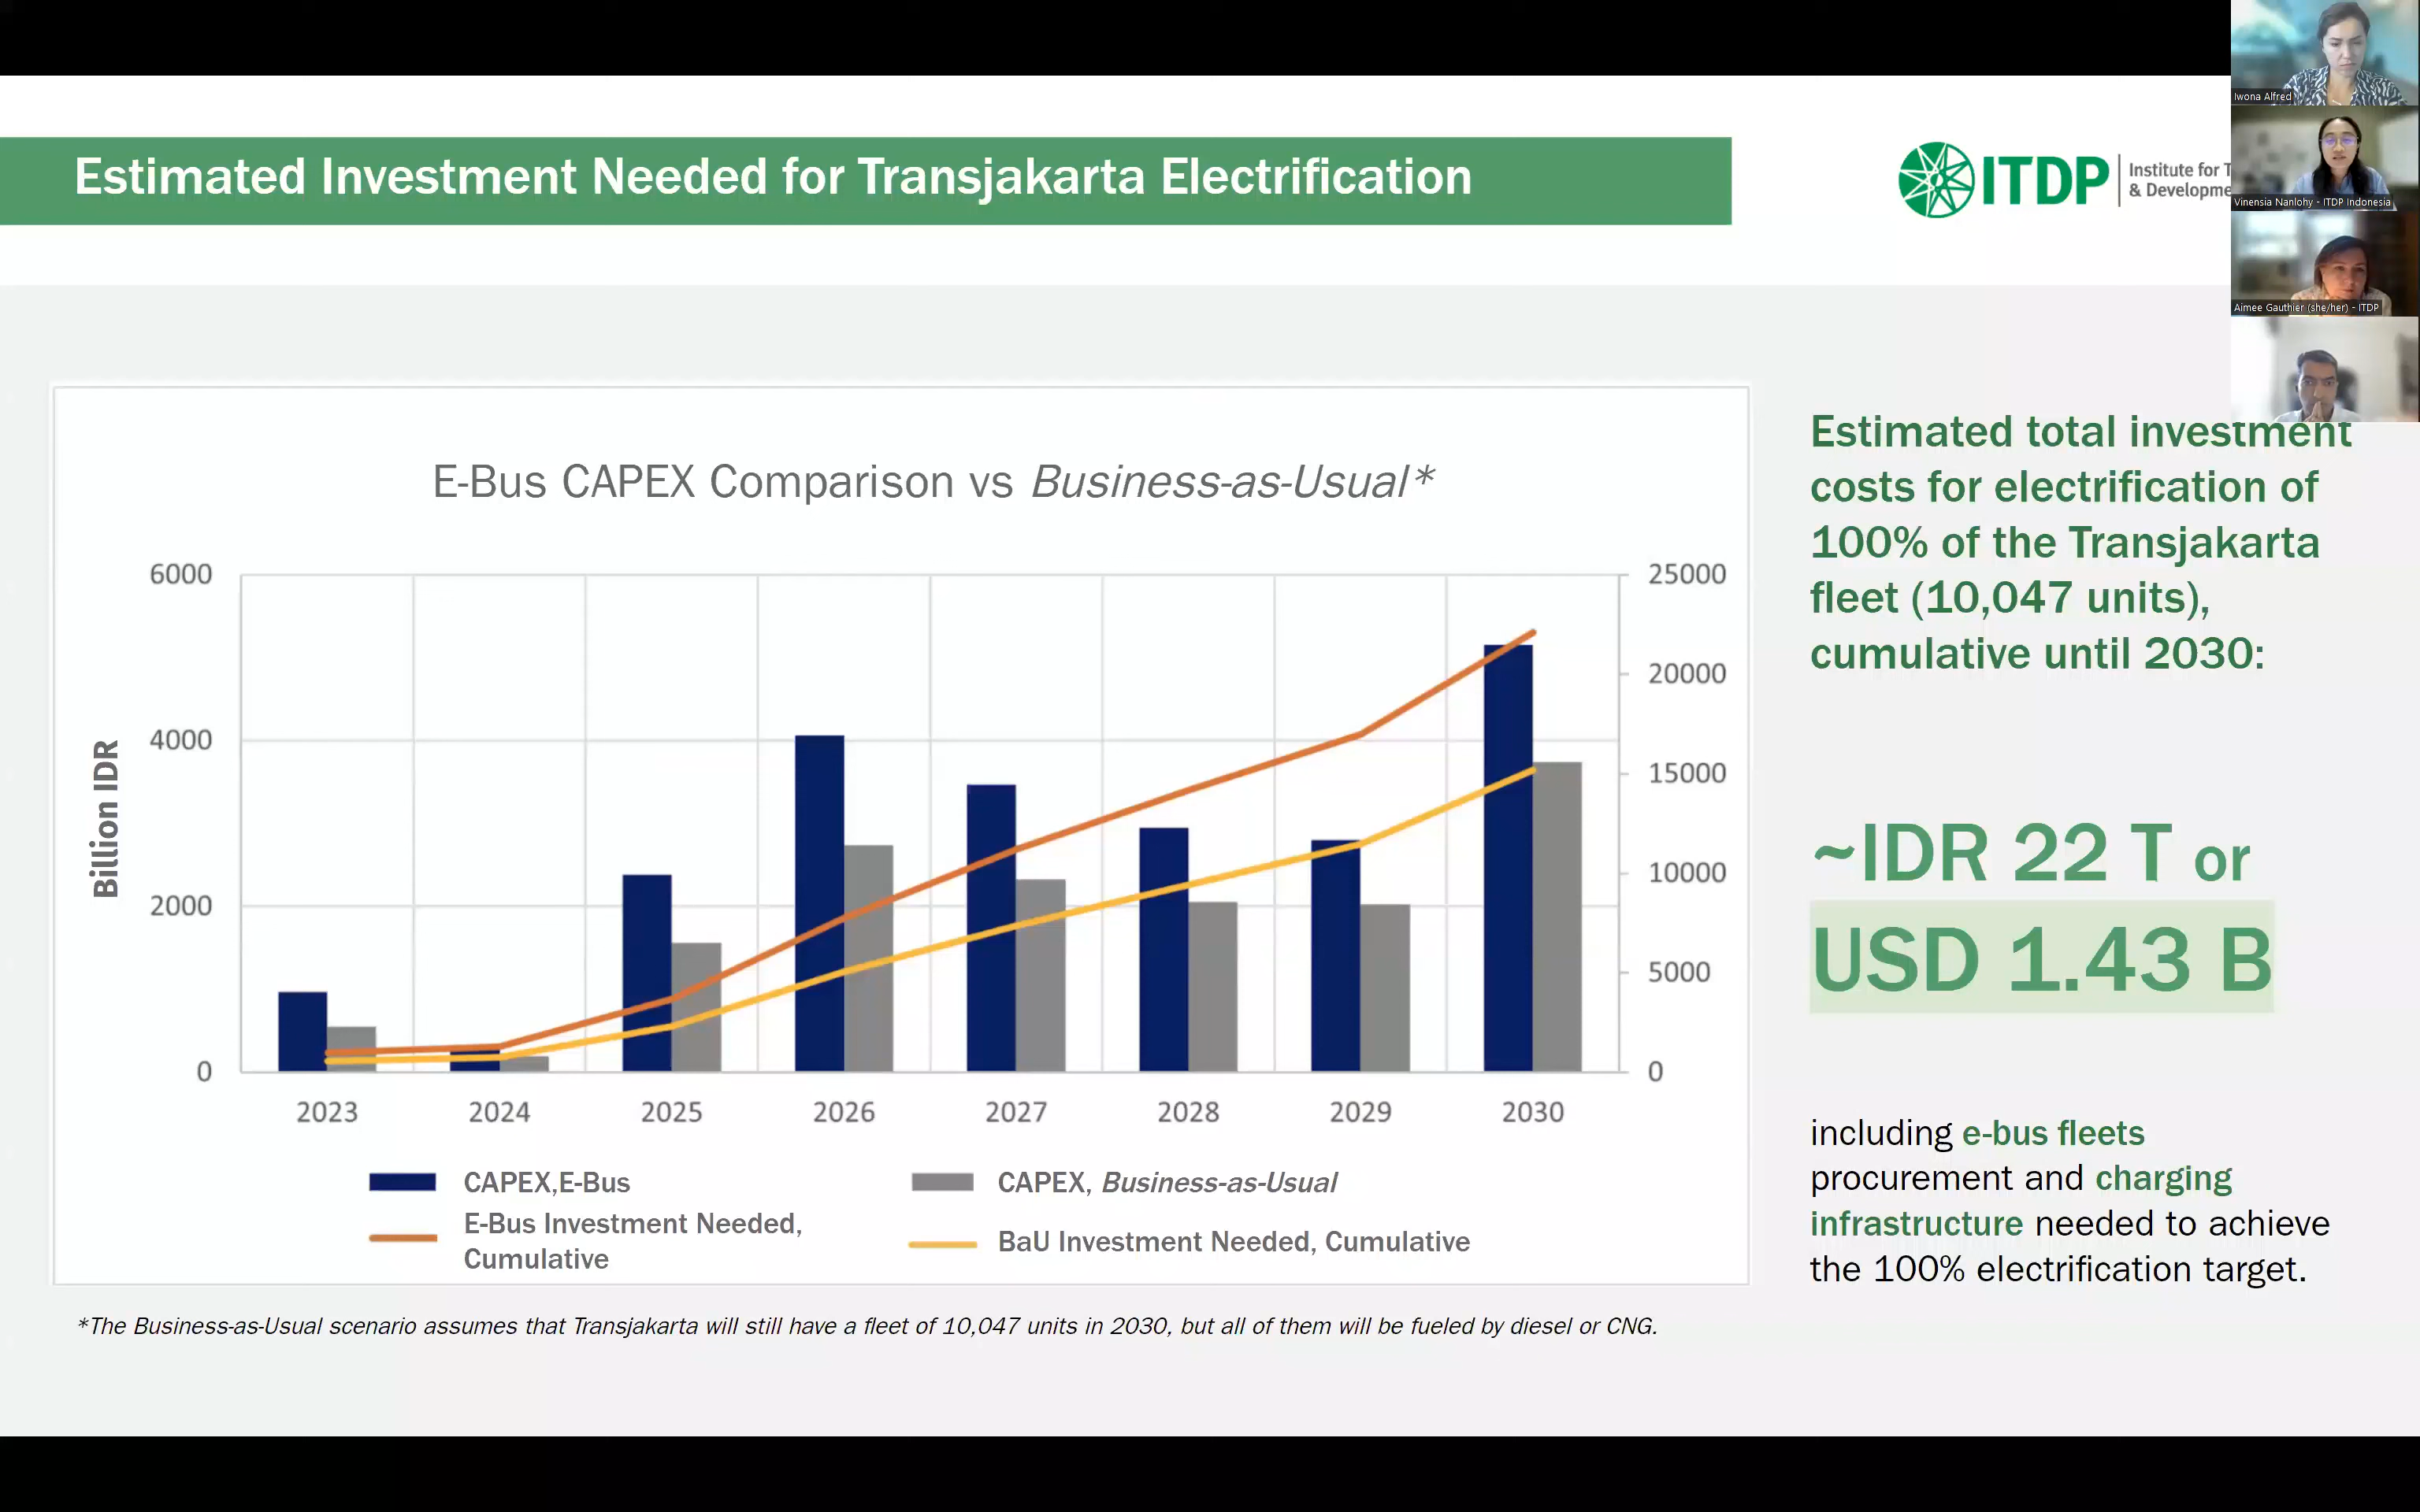 Estimated Investment Needed for Transjakarta Electrification
ITDP
Institute for
& Developme
Iwona Alfred
Vinensia Nanlohy - ITDP Indonesia
Aimee Gauthier (she/her) - ITDP
E-Bus CAPEX Comparison vs Business-as-Usual*
Billion IDR
6000
4000
2000
0
25000
20000
15000
10000
5000
0
2023 2024 2025 2026 2027 2028 2029 2030
CAPEX,E-Bus
CAPEX, Business-as-Usual
E-Bus Investment Needed,
Cumulative
BaU Investment Needed, Cumulative
*The Business-as-Usual scenario assumes that Transjakarta will still have a fleet of 10,047 units in 2030, but all of them will be fueled by diesel or CNG.
Estimated total investment
costs for electrification of
100% of the Transjakarta
fleet (10,047 units),
cumulative until 2030:
~IDR 22 T or
USD 1.43 B
including e-bus fleets
procurement and charging
infrastructure needed to achieve
the 100% electrification target.